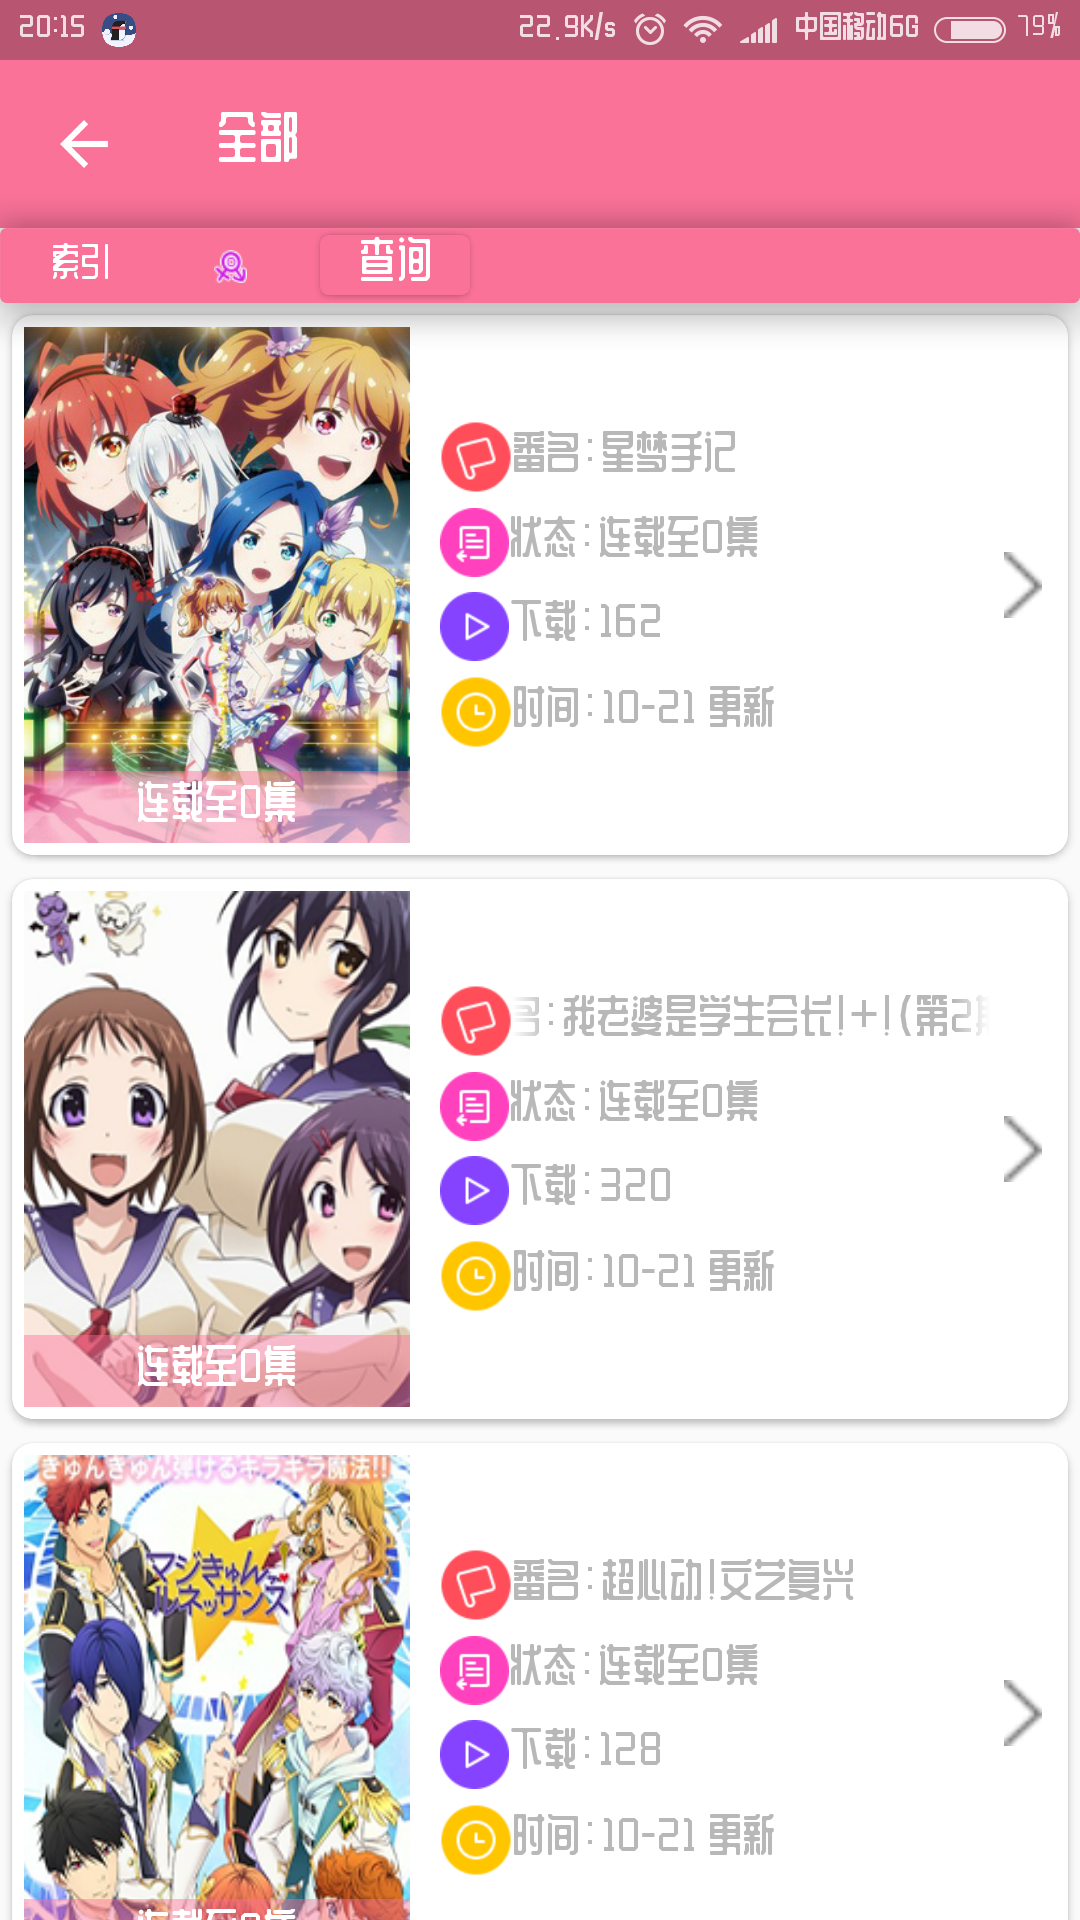 20:15 22.9K/s 中国移动6G 79%
全部
索引 查询
番名:星梦手记
状态:连载至0集
下载:162
时间:10-21 更新
连载至0集
名:我老婆是学生会长!+!(第2期
状态:连载至0集
下载:320
时间:10-21 更新
连载至0集
きゅんきゅん弾けるキラキラ魔法!!
マジきゅんっ!
ルネッサンス
番名:超心动!文艺复兴
状态:连载至0集
下载:128
时间:10-21 更新
连载至0集